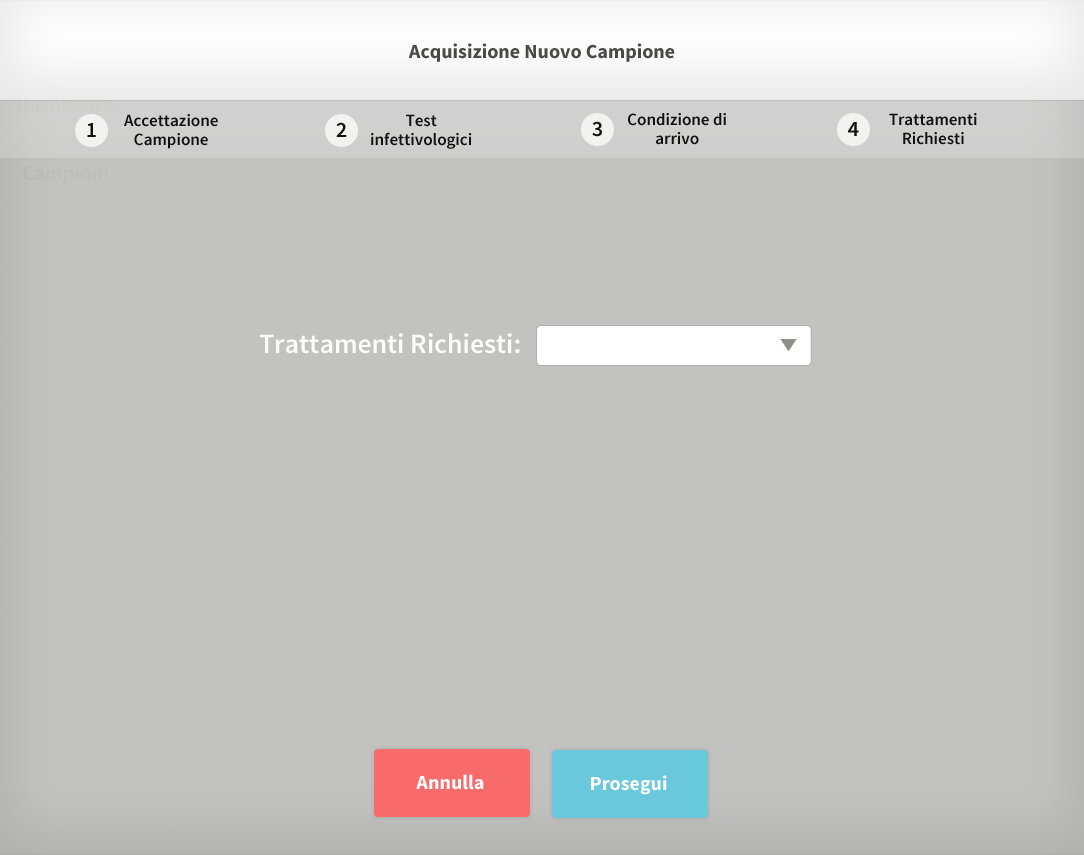 Acquisizione Nuovo Campione
Dashboard
1 Accettazione
Campione
2 Test
infettivologici
3 Condizione di
arrivo
4 Trattamenti
Richiesti
Campioni
Trattamenti Richiesti:
Annulla
Prosegui